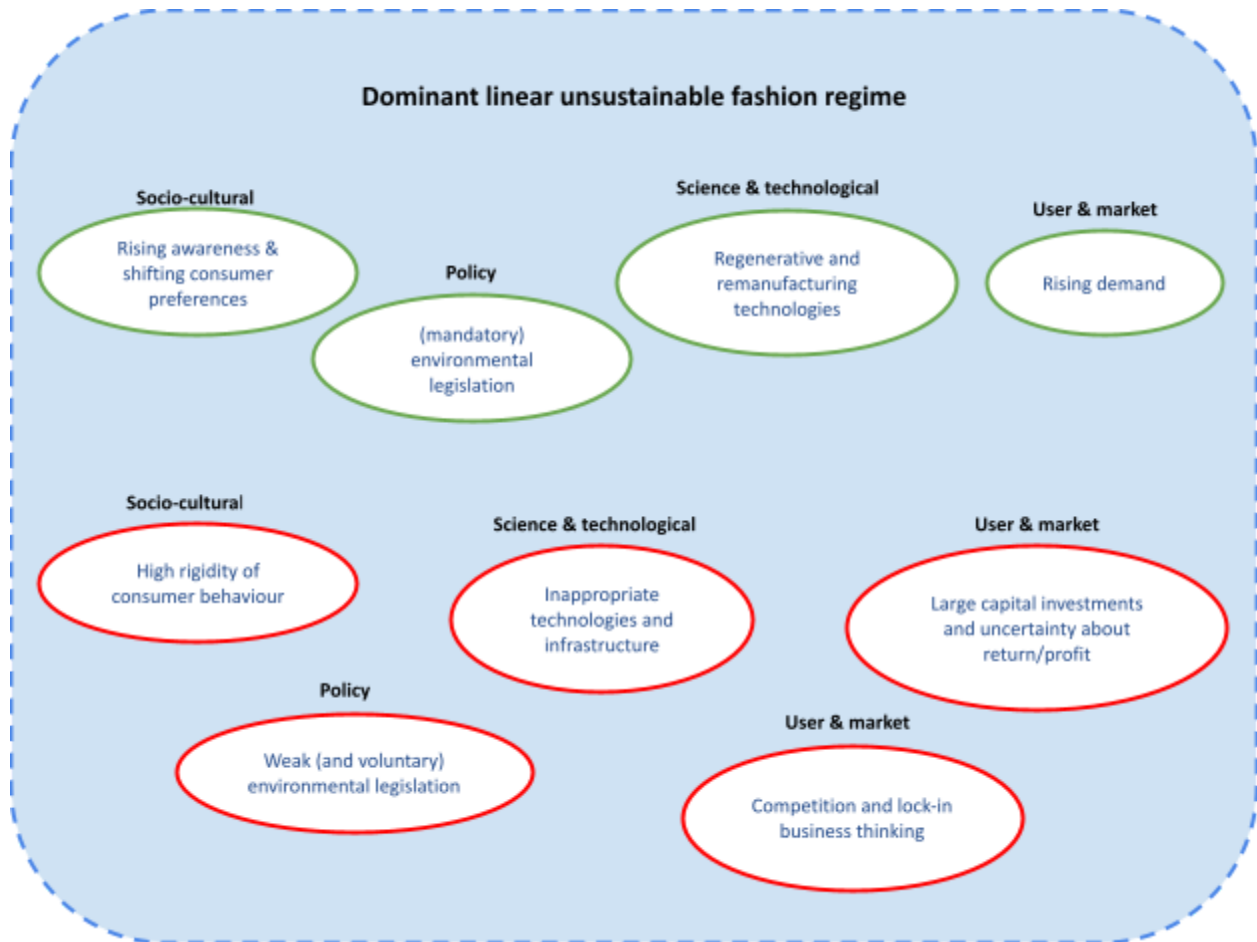 Dominant linear unsustainable fashion regime
Socio-cultural
Rising awareness &
shifting consumer
preferences
Policy
(mandatory)
environmental
legislation
Science & technological
Regenerative and
remanufacturing
technologies
User & market
Rising demand
Socio-cultural
High rigidity of
consumer behaviour
Science & technological
Inappropriate
technologies and
infrastructure
User & market
Large capital investments
and uncertainty about
return/profit
Policy
Weak (and voluntary)
environmental legislation
User & market
Competition and lock-in
business thinking